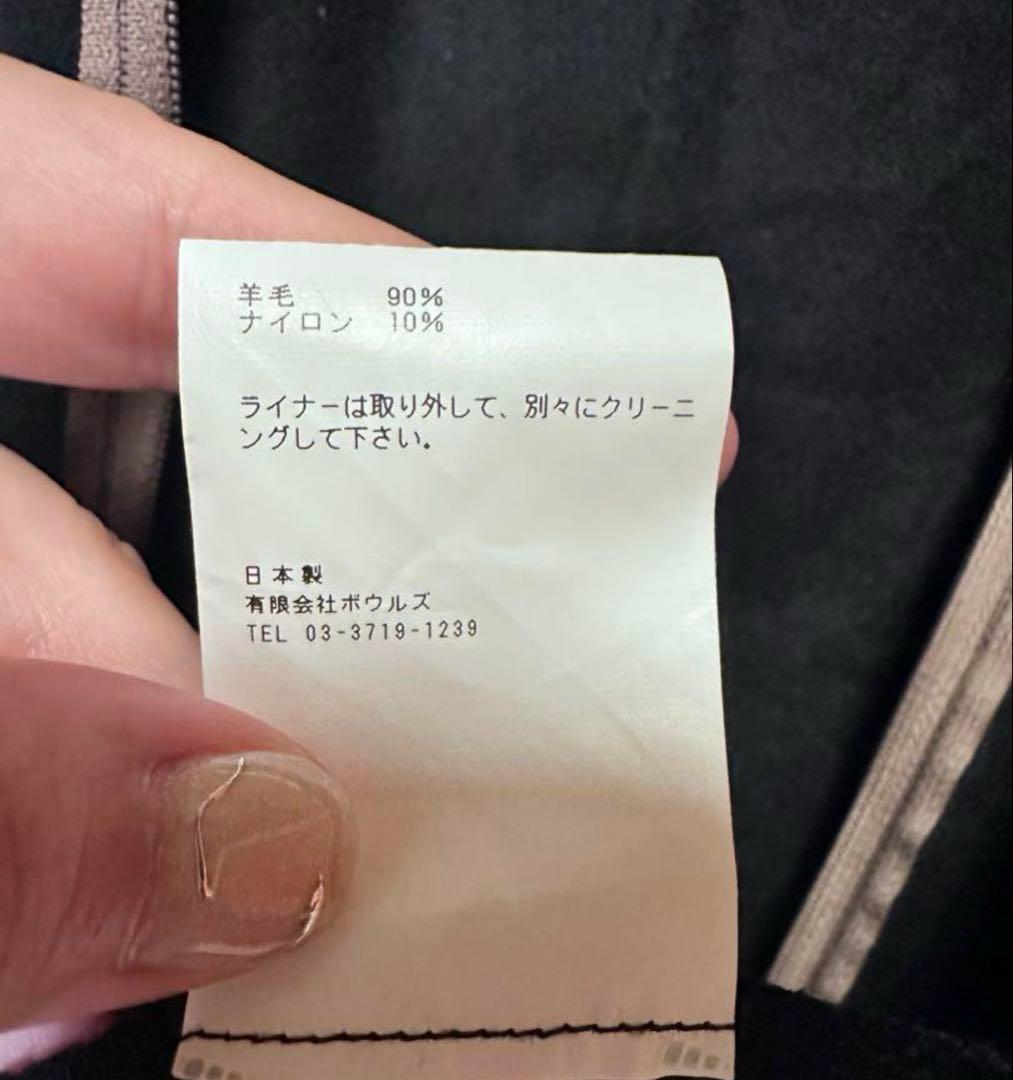 羊毛 90%
ナイロン 10%
ライナーは取り外して、別々にクリーニ
ングして下さい。
日本製
有限会社ボウルズ
TEL 03-3719-1239